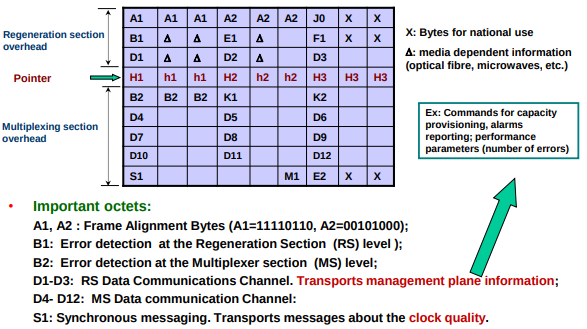 A1 A1 A1 A2 A2 A2 J0 X X
Regeneration section overhead
B1 Δ Δ E1 Δ F1 X X
D1 Δ Δ D2 Δ D3
Pointer
H1 h1 h1 H2 h2 h2 H3 H3 H3
B2 B2 B2 K1 K2
Multiplexing section overhead
D4 D5 D6
D7 D8 D9
D10 D11 D12
S1 M1 E2 X X
X: Bytes for national use
Δ: media dependent information
(optical fibre, microwaves, etc.)
Ex: Commands for capacity
provisioning, alarms
reporting; performance
parameters (number of errors)
• Important octets:
A1, A2 : Frame Alignment Bytes (A1=11110110, A2=00101000);
B1: Error detection at the Regeneration Section (RS) level );
B2: Error detection at the Multiplexer section (MS) level;
D1-D3: RS Data Communications Channel. Transports management plane information;
D4- D12: MS Data communication Channel:
S1: Synchronous messaging. Transports messages about the clock quality.